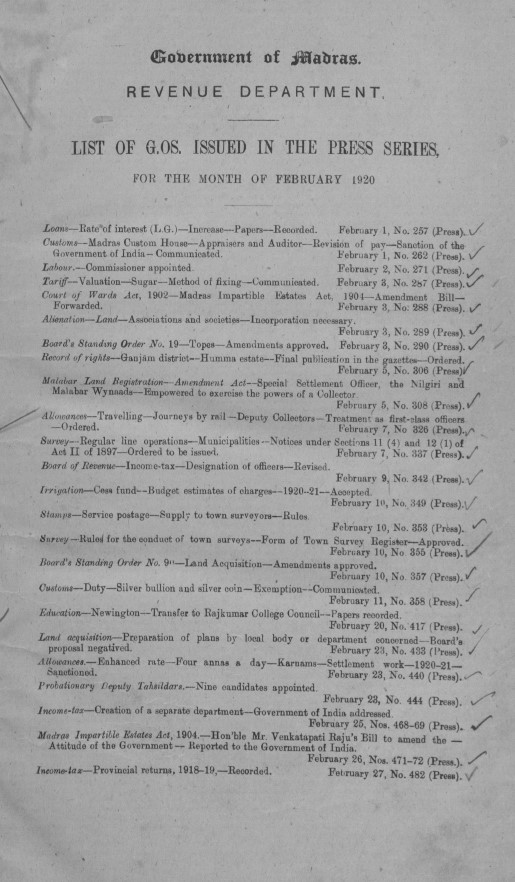 Government of Madras.
REVENUE DEPARTMENT.
LIST OF G.OS. ISSUED IN THE PRESS SERIES,
FOR THE MONTH OF FEBRUARY 1920
Loans—Rate of interest (L.G.)—Increase—Papers—Recorded. February 1, No. 257 (Press).
Customs—Madras Custom House—Appraisers and Auditor—Revision of pay—Sanction of the
Government of India—Communicated. February 1, No. 262 (Press).
Labour.—Commissioner appointed. February 2, No. 271 (Press).
Tariff—Valuation—Sugar—Method of fixing—Communicated. February 3, No. 287 (Press).
Court of Wards Act, 1902—Madras Impartible Estates Act, 1904—Amendment Bill—
Forwarded. February 3, No. 288 (Press).
Alienation—Land—Associations and societies—Incorporation necessary.
February 3, No. 289 (Press).
Board's Standing Order No. 19—Topes—Amendments approved. February 3, No. 290 (Press).
Record of rights—Ganjam district—Humma estate—Final publication in the gazettes—Ordered.
February 5, No. 306 (Press)
Malabar Land Registration—Amendment Act—Special Settlement Officer, the Nilgiri and
Malabar Wynaads—Empowered to exercise the powers of a Collector.
February 5, No. 308 (Press).
Allowances—Travelling—Journeys by rail—Deputy Collectors—Treatment as first-class officers
—Ordered. February 7, No 326 (Press).
Survey—Regular line operations—Municipalities—Notices under Sections 11 (4) and 12 (1) of
Act II of 1897—Ordered to be issued. February 7, No. 337 (Press).
Board of Revenue—Income-tax—Designation of officers—Revised.
February 9, No. 342 (Press).
Irrigation—Cess fund—Budget estimates of charges—1920-21—Accepted.
February 10, No. 349 (Press).
Stamps—Service postage—Supply to town surveyors—Rules.
February 10, No. 353 (Press).
Survey—Rules for the conduct of town surveys—Form of Town Survey Register—Approved.
February 10, No 355 (Press).
Board's Standing Order No. 90—Land Acquisition—Amendments approved.
February 10, No. 357 (Press).
Customs—Duty—Silver bullion and silver coin—Exemption—Communicated.
February 11, No. 358 (Press).
Education—Newington—Transfer to Rajkumar College Council—Papers recorded.
February 20, No. 417 (Press).
Land acquisition—Preparation of plans by local body or department concerned—Board's
proposal negatived. February 23, No. 433 (Press).
Allowances.—Enhanced rate—Four annas a day—Karnams—Settlement work—1920-21—
Sanctioned. February 23, No. 440 (Press).
Probationary Deputy Tahsildars.—Nine candidates appointed.
February 23, No. 444 (Press).
Income-tax—Creation of a separate department—Government of India addressed.
February 25, Nos. 468-69 (Press).
Madras Impartible Estates Act, 1904.—Hon'ble Mr. Venkatapati Raju's Bill to amend the —
Attitude of the Government—Reported to the Government of India.
February 26, Nos. 471-72 (Press.).
Income-tax—Provincial returns, 1918-19,—Recorded. February 27, No. 482 (Press).